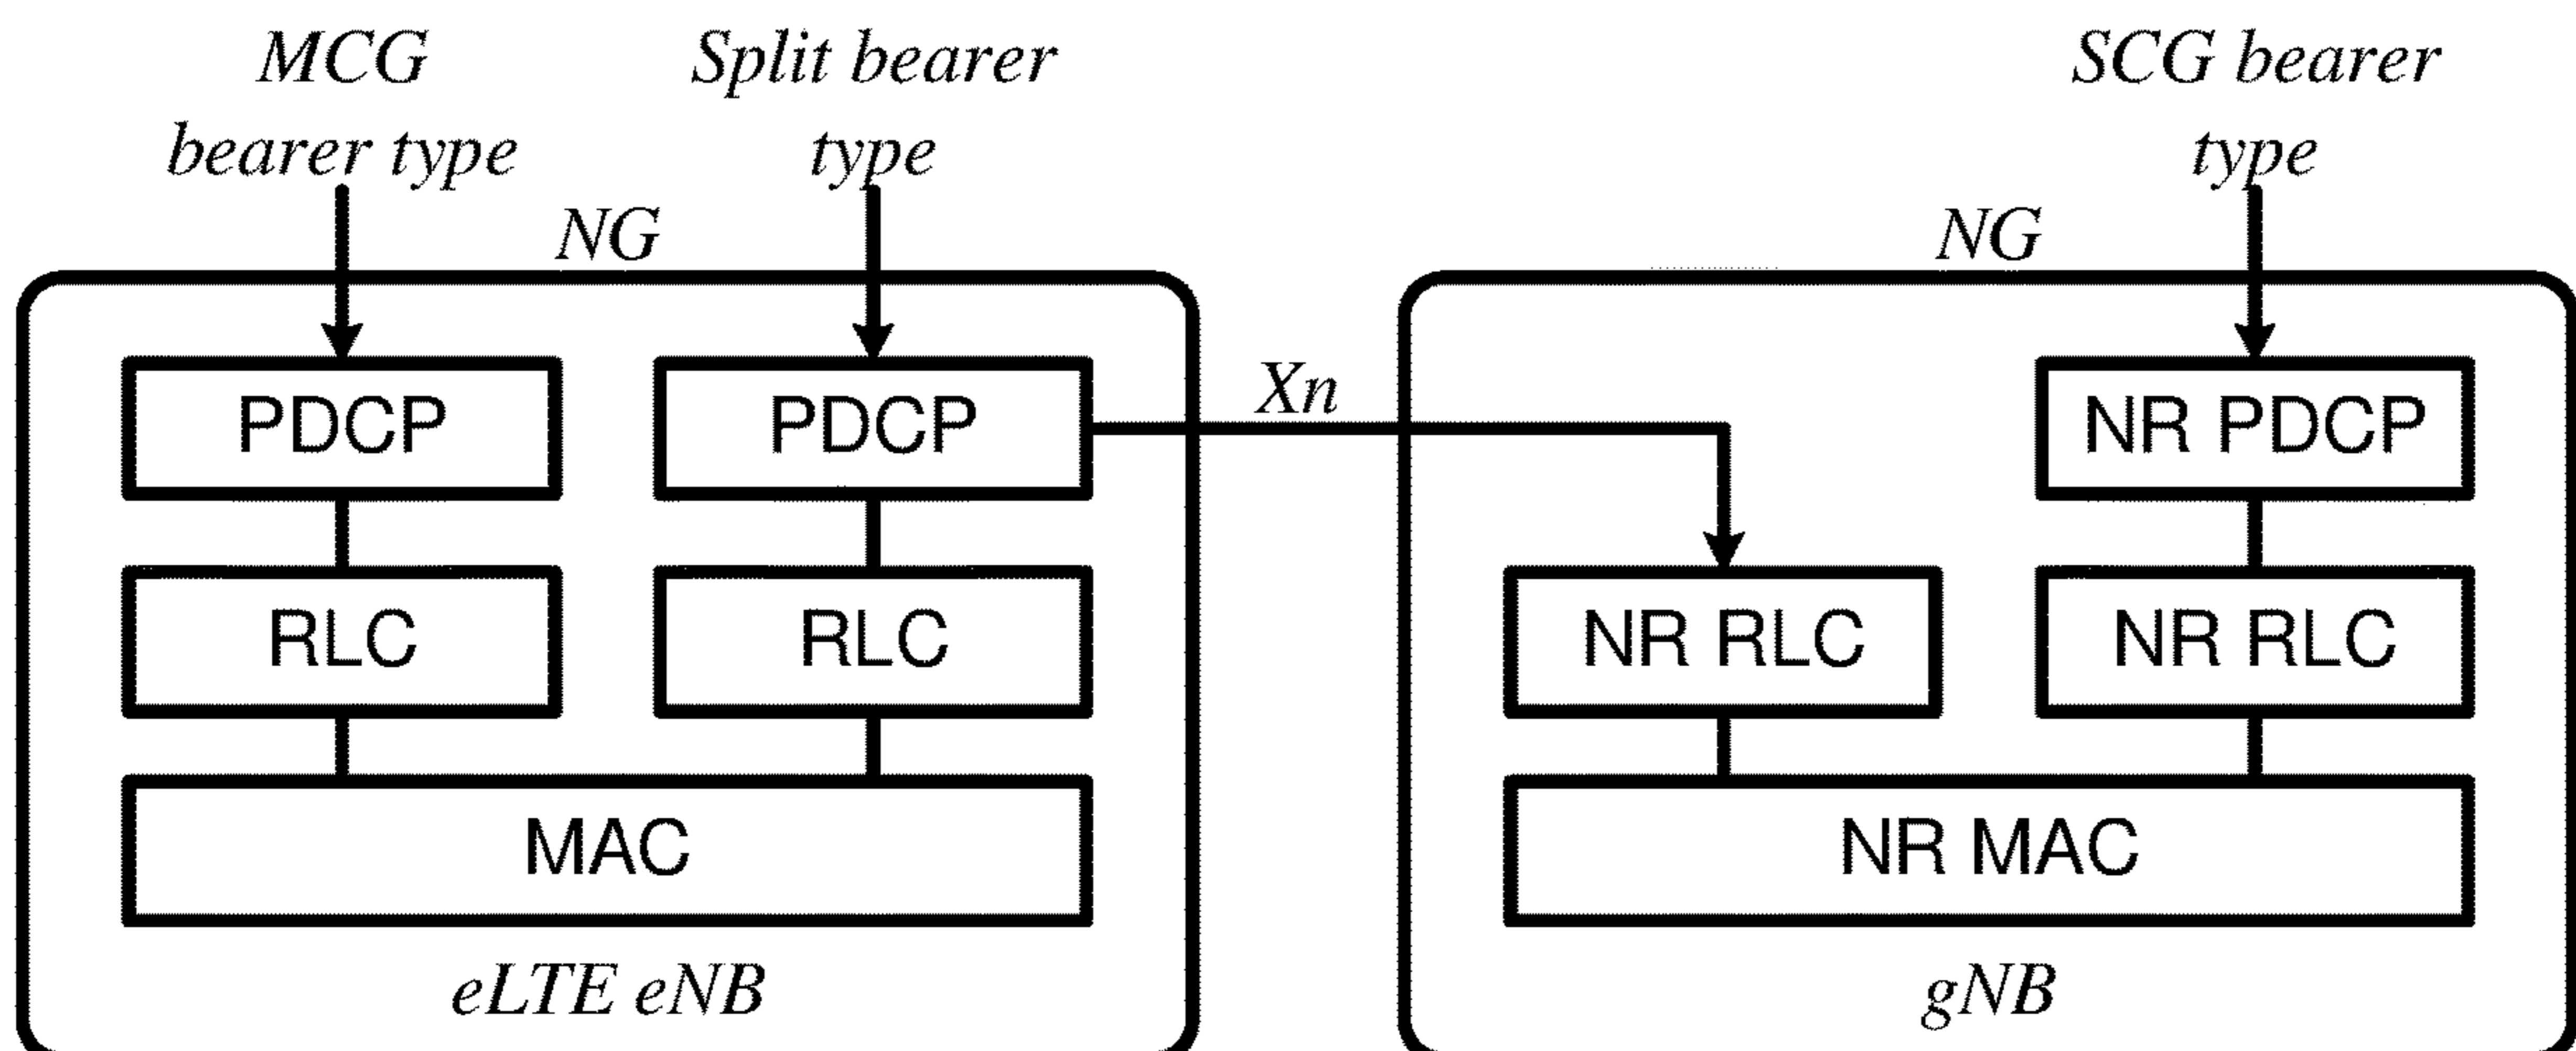 MCG
bearer type
Split bearer
type
SCG bearer
type
NG
NG
PDCP
PDCP
Xn
NR PDCP
RLC
RLC
NR RLC
NR RLC
MAC
NR MAC
eLTE eNB
gNB